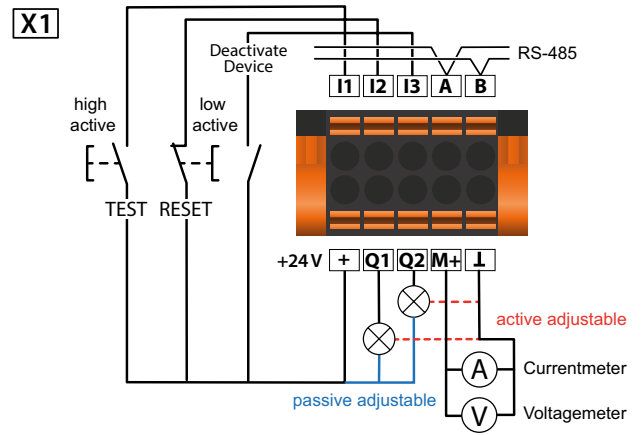 X1
Deactivate
Device
RS-485
I1 I2 I3 A B
high
active
low
active
TEST RESET
+24 V + Q1 Q2 M+ ⊥
active adjustable
passive adjustable
A Currentmeter
V Voltagemeter